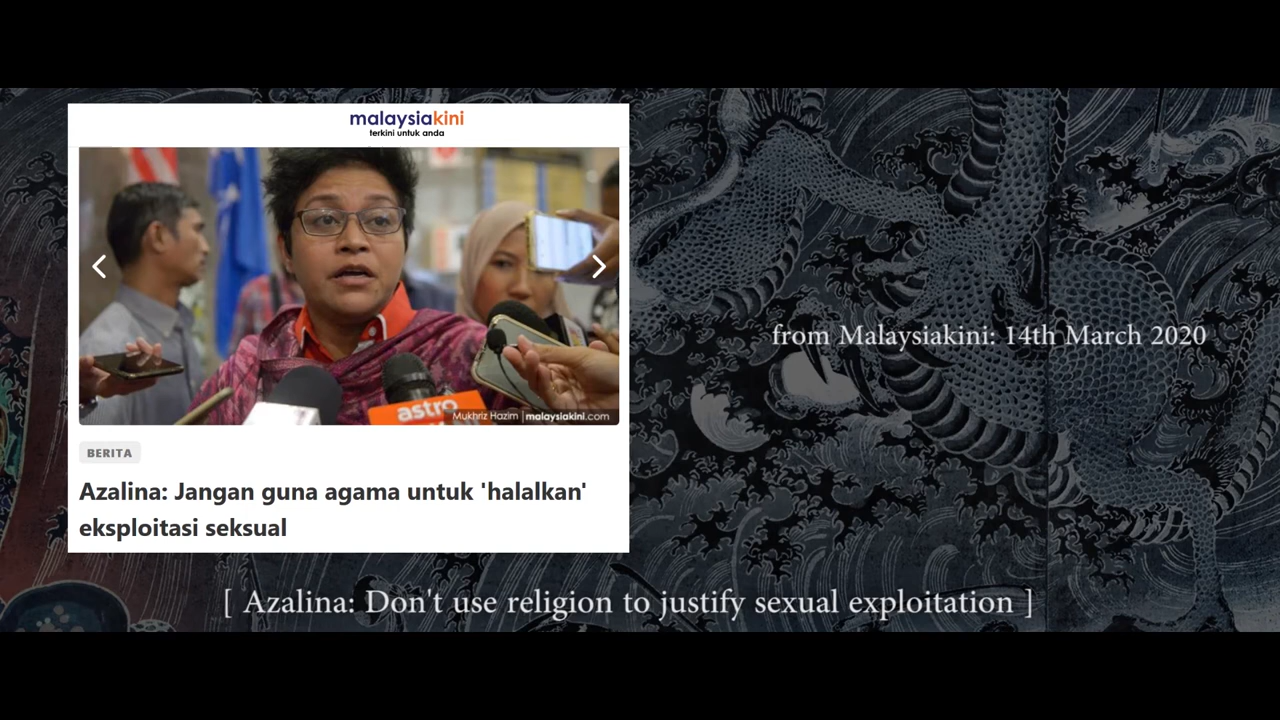 malaysiakini
terkini untuk anda
astro
Mukhriz Hazim | malaysiakini.com
BERITA
Azalina: Jangan guna agama untuk 'halalkan'
eksploitasi seksual
from Malaysiakini: 14th March 2020
[ Azalina: Don't use religion to justify sexual exploitation ]